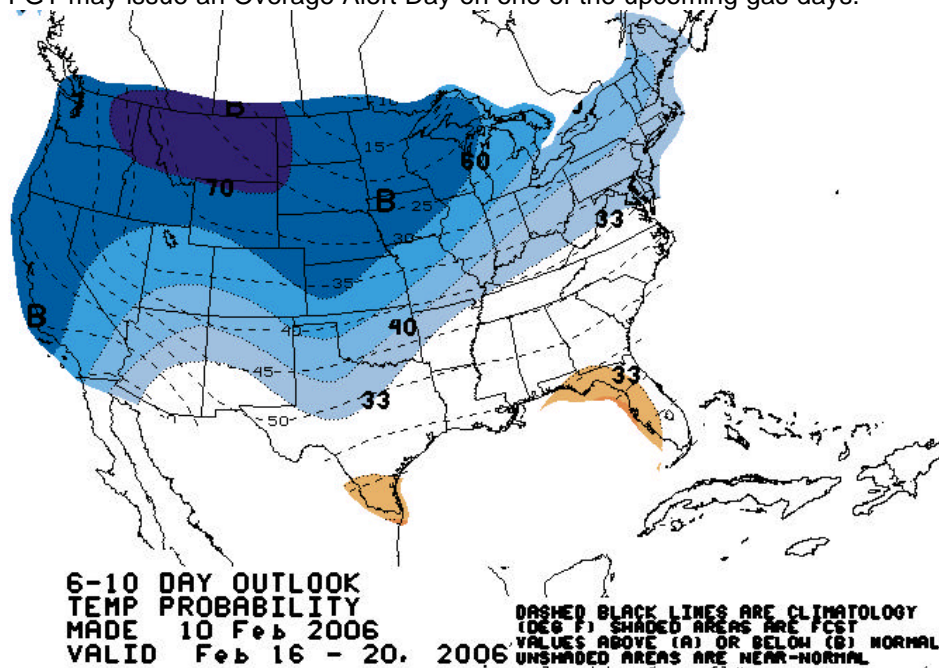 FGT may issue an Overage Alert Day on one of the upcoming gas days.
B
15
60
70
B
25
33
30
35
B
40
45
33
33
50
6-10 DAY OUTLOOK
TEMP PROBABILITY
MADE 10 Feb 2006
VALID Feb 16 - 20, 2006
DASHED BLACK LINES ARE CLIMATOLOGY
(DEG F) SHADED AREAS ARE FCST
VALUES ABOVE (A) OR BELOW (B) NORMAL
UNSHADED AREAS ARE NEAR-NORMAL